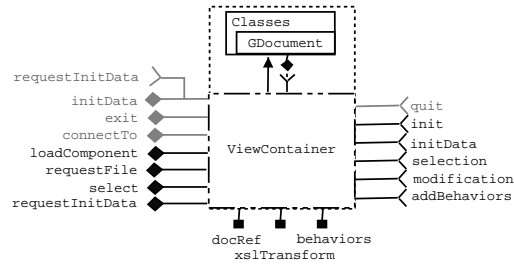 Classes
GDocument
requestInitData
initData
exit
connectTo
loadComponent
requestFile
select
requestInitData
ViewContainer
quit
init
initData
selection
modification
addBehaviors
docRef
behaviors
xslTransform